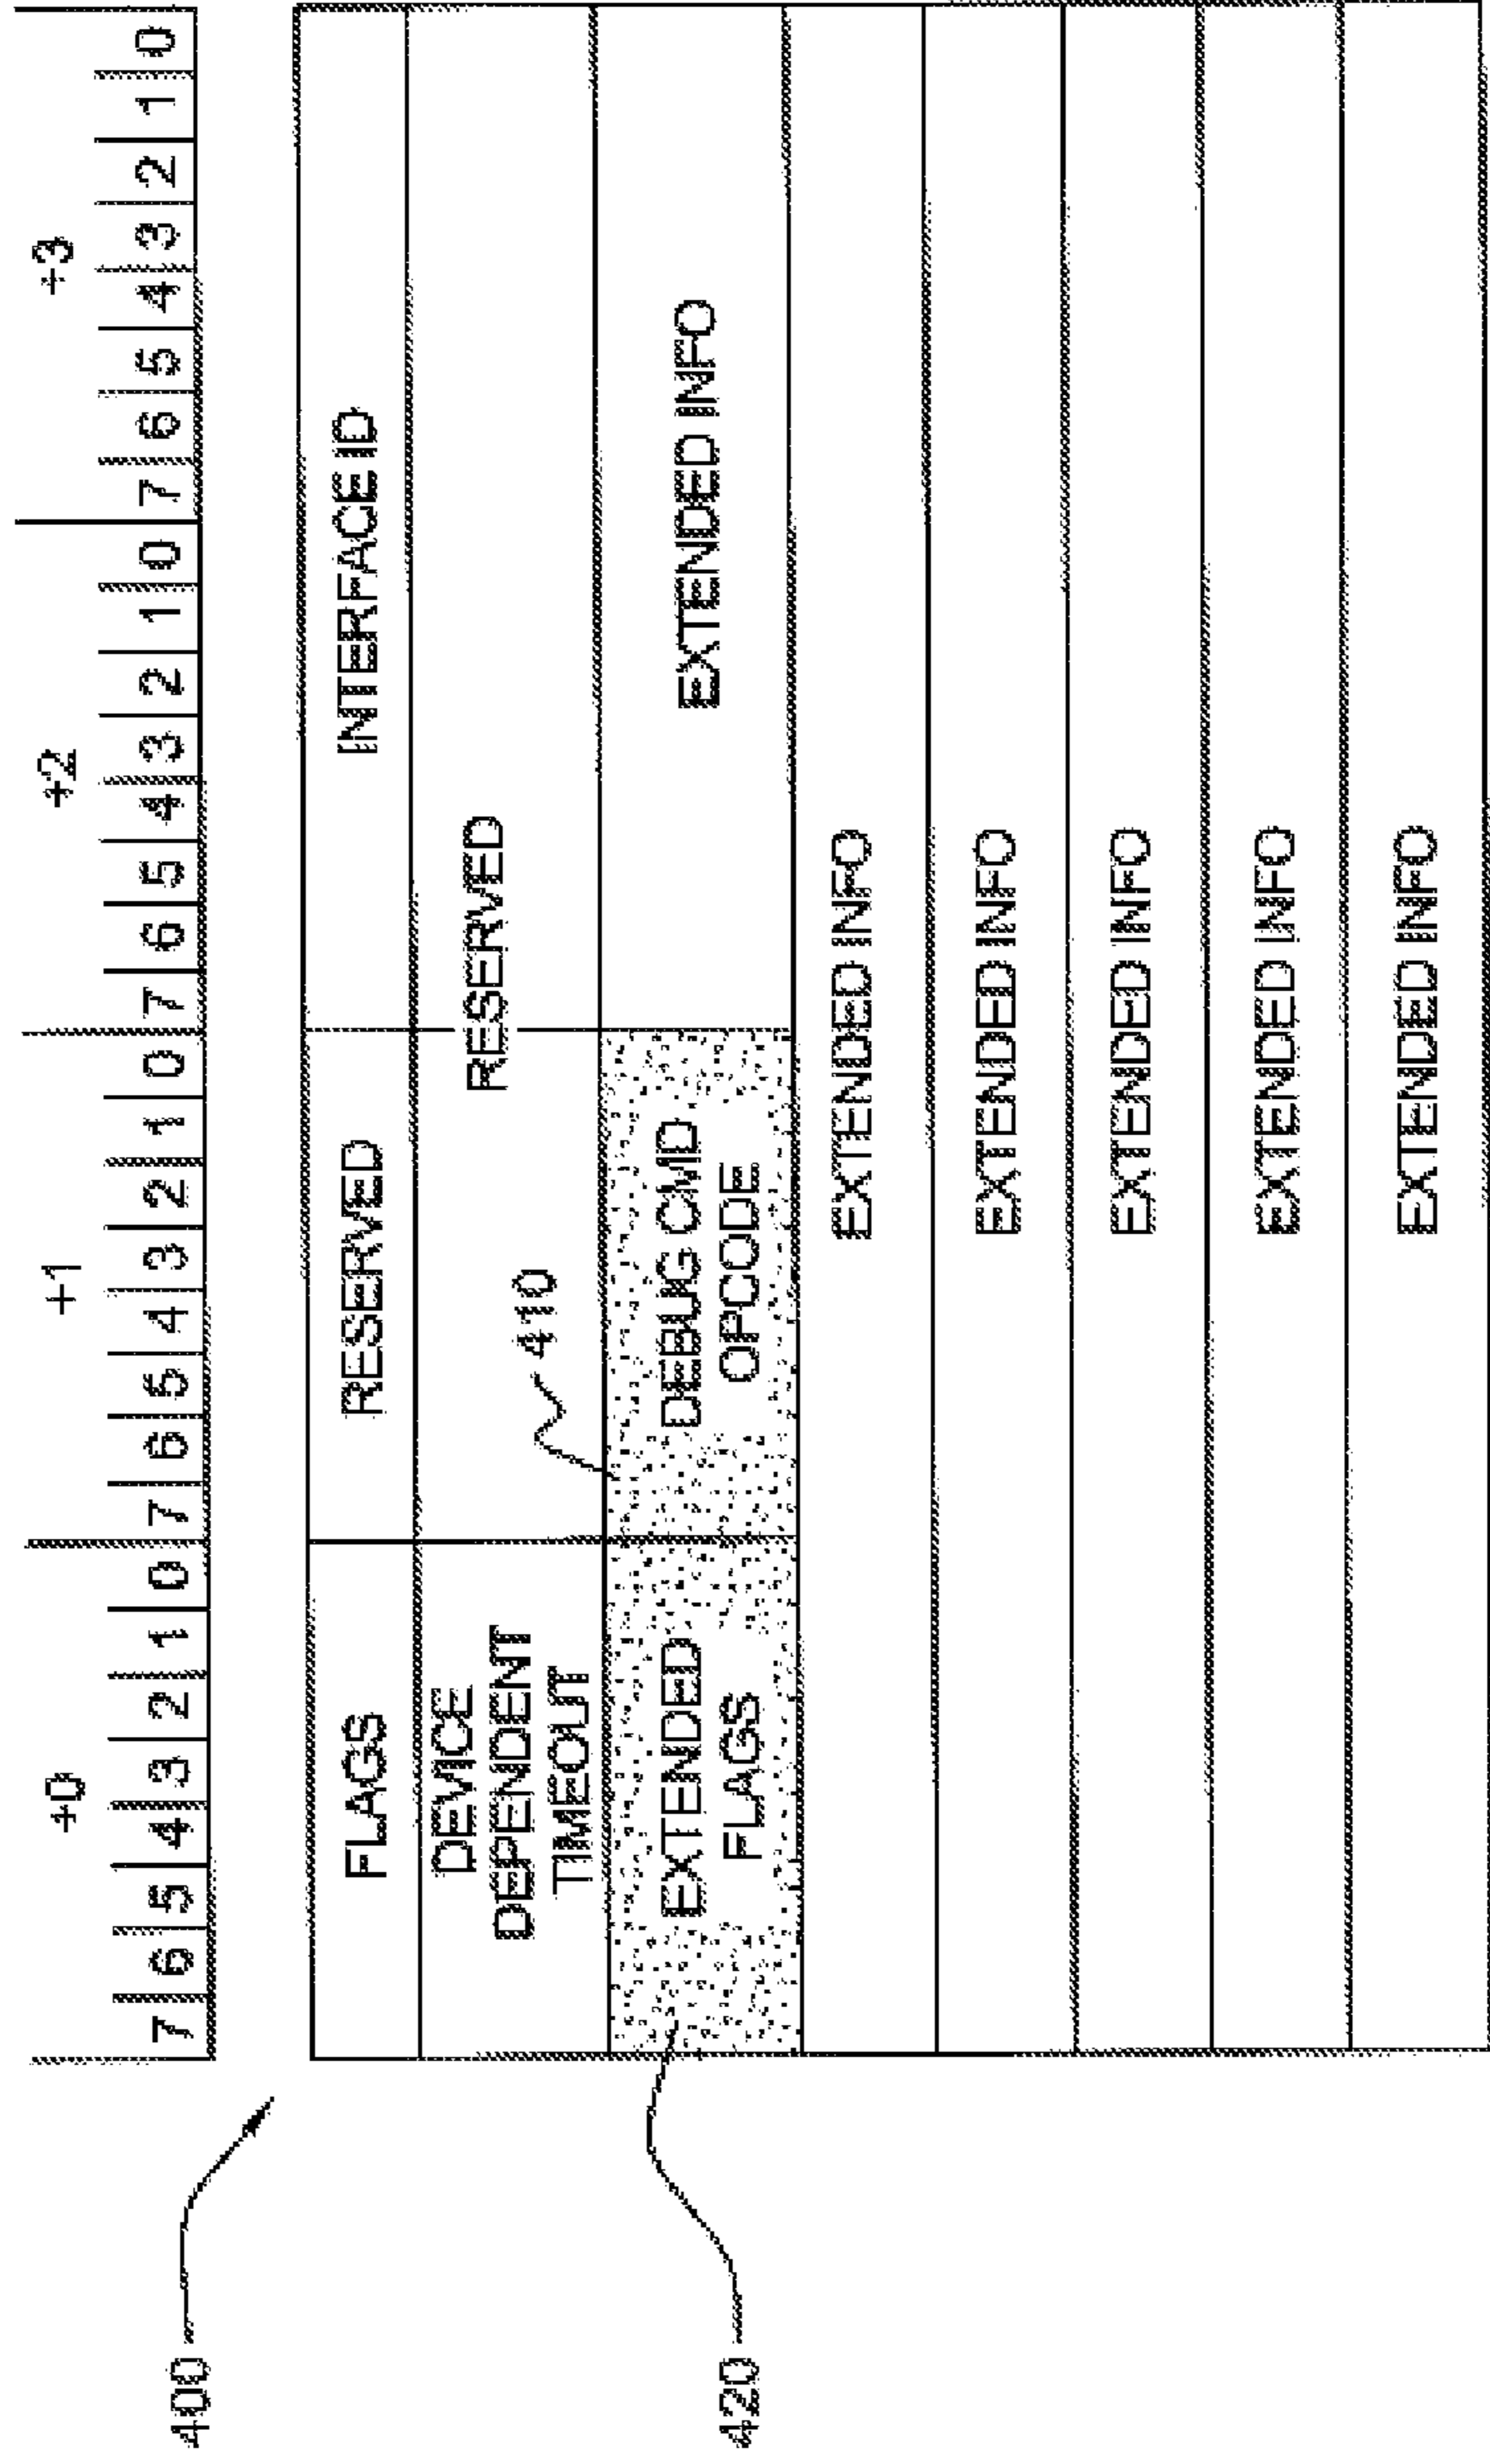 400
+0 +1 +2 +3
7 6 5 4 3 2 1 0 7 6 5 4 3 2 1 0 7 6 5 4 3 2 1 0 7 6 5 4 3 2 1 0
FLAGS
RESERVED
INTERFACE ID
DEVICE
DEPENDENT
TIMEOUT
RESERVED
410
420
EXTENDED
FLAGS
DEBUG CMD
OPCODE
EXTENDED INFO
EXTENDED INFO
EXTENDED INFO
EXTENDED INFO
EXTENDED INFO
EXTENDED INFO